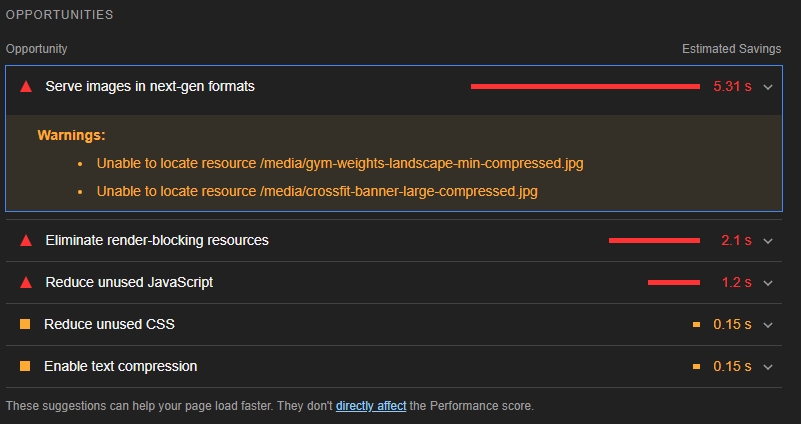 OPPORTUNITIES
Opportunity Estimated Savings
Serve images in next-gen formats 5.31 s
Warnings:
• Unable to locate resource /media/gym-weights-landscape-min-compressed.jpg
• Unable to locate resource /media/crossfit-banner-large-compressed.jpg
Eliminate render-blocking resources 2.1 s
Reduce unused JavaScript 1.2 s
Reduce unused CSS 0.15 s
Enable text compression 0.15 s
These suggestions can help your page load faster. They don't directly affect the Performance score.